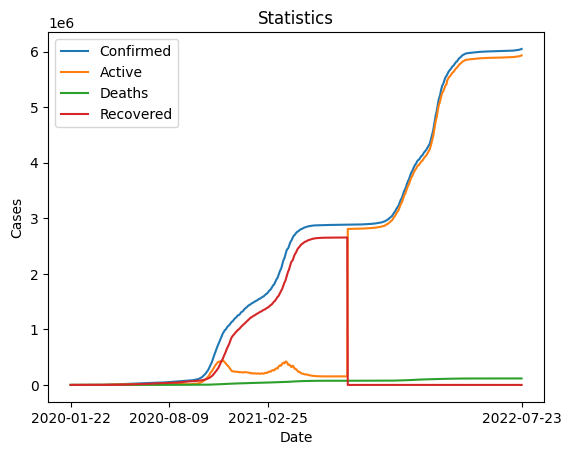 Statistics
1e6
Confirmed
Active
Deaths
Recovered
6
5
4
3
2
1
0
Cases
2020-01-22 2020-08-09 2021-02-25 2022-07-23
Date